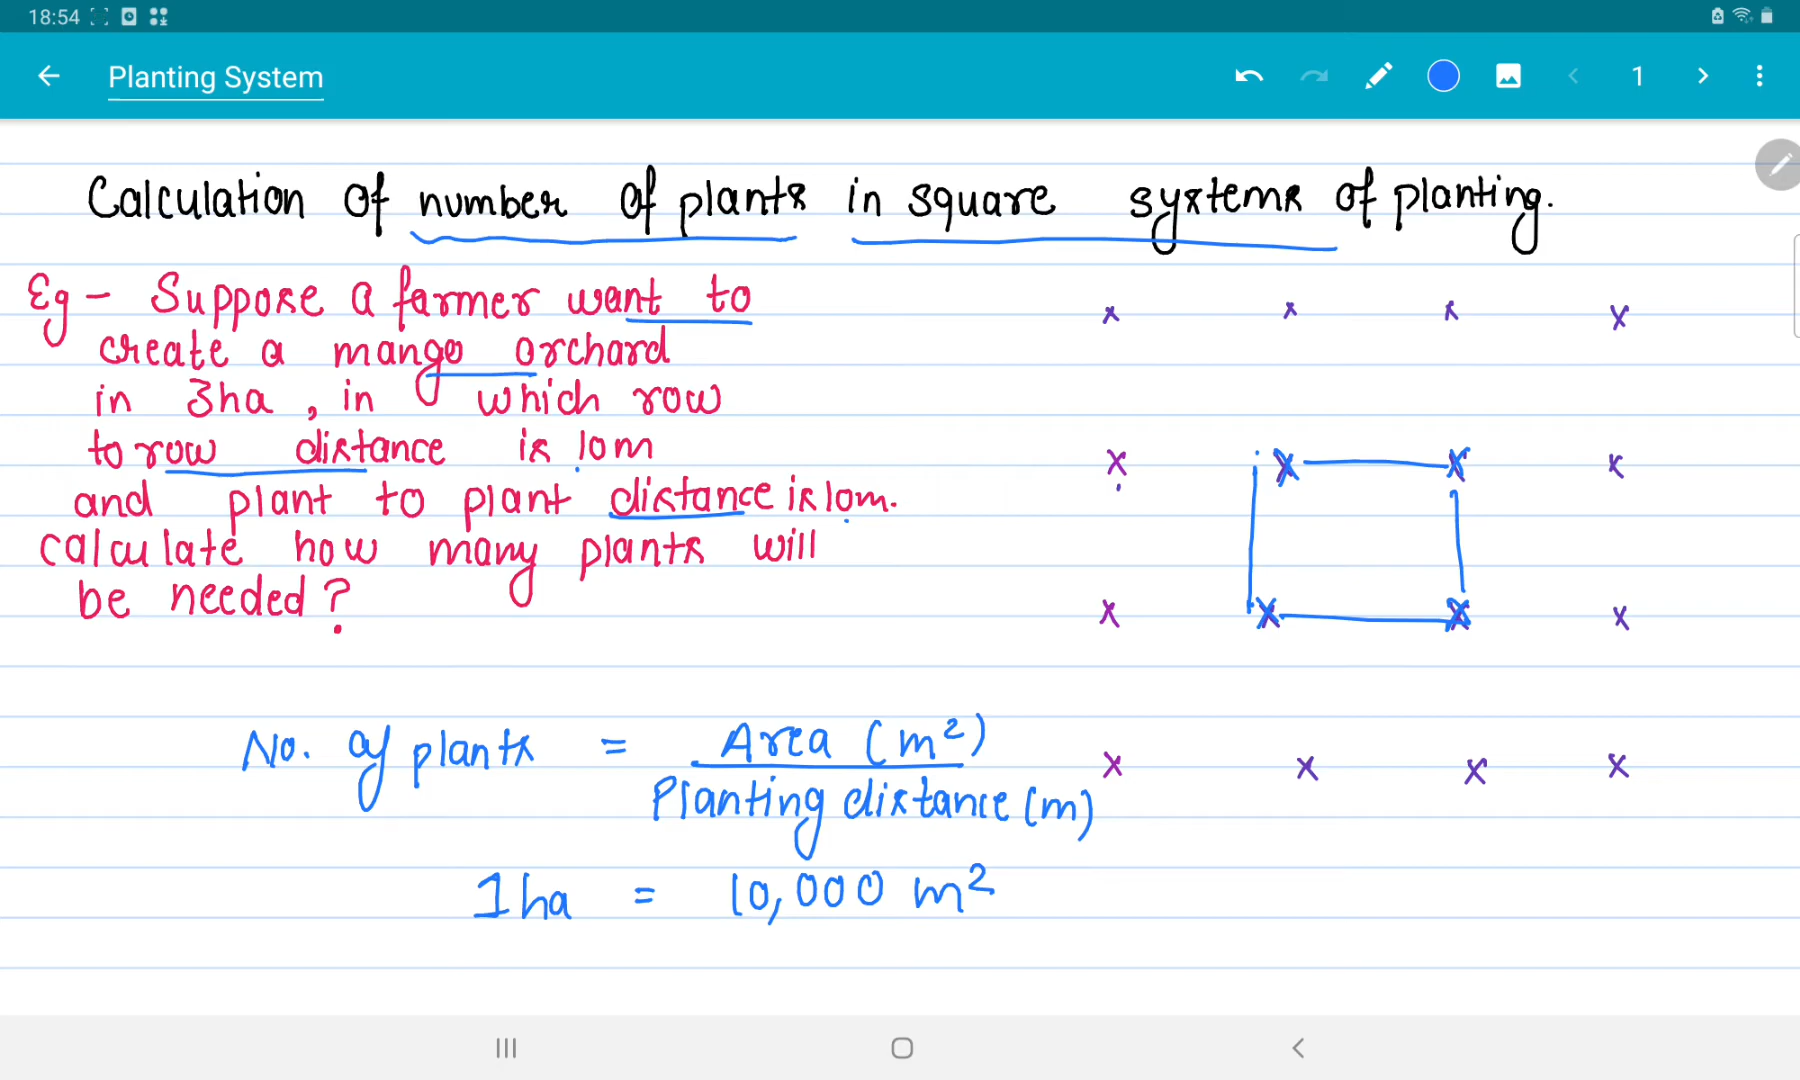 18:54
Planting System
1
Calculation of number of plants in square systems of planting.
Eg - Suppose a farmer want to
create a mango orchard
in 3ha, in which row
to row distance is 10m
and plant to plant distance is 10m.
calculate how many plants will
be needed?
No. of plants = Area (m²)
Planting distance (m)
1 ha = 10,000 m²